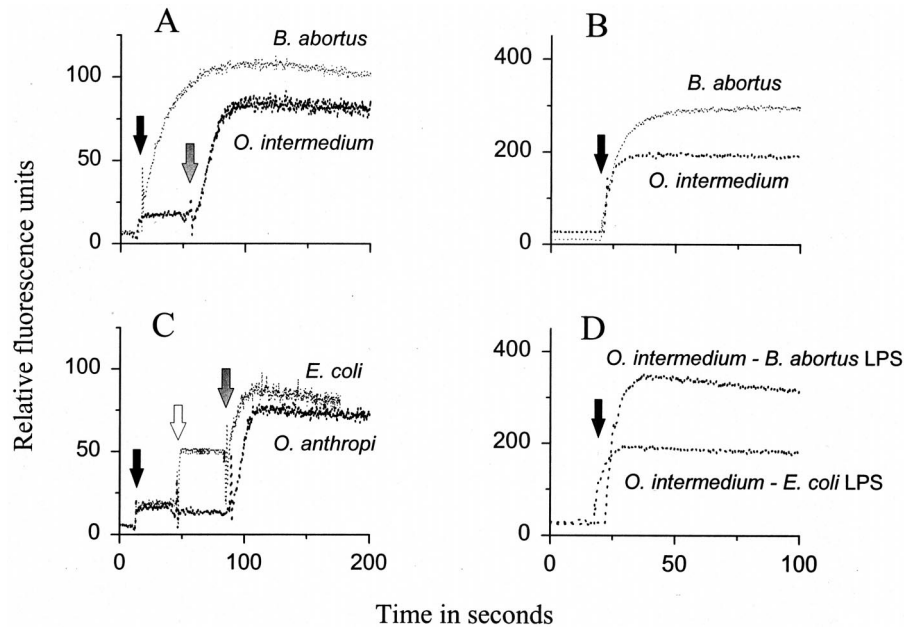 A
B. abortus
O. intermedium
100
50
0
0
100
200
B
400
200
0
0
50
100
B. abortus
O. intermedium
C
E. coli
O. anthropi
100
50
0
0
100
200
D
O. intermedium - B. abortus LPS
O. intermedium - E. coli LPS
400
200
0
0
50
100
Relative fluorescence units
Time in seconds